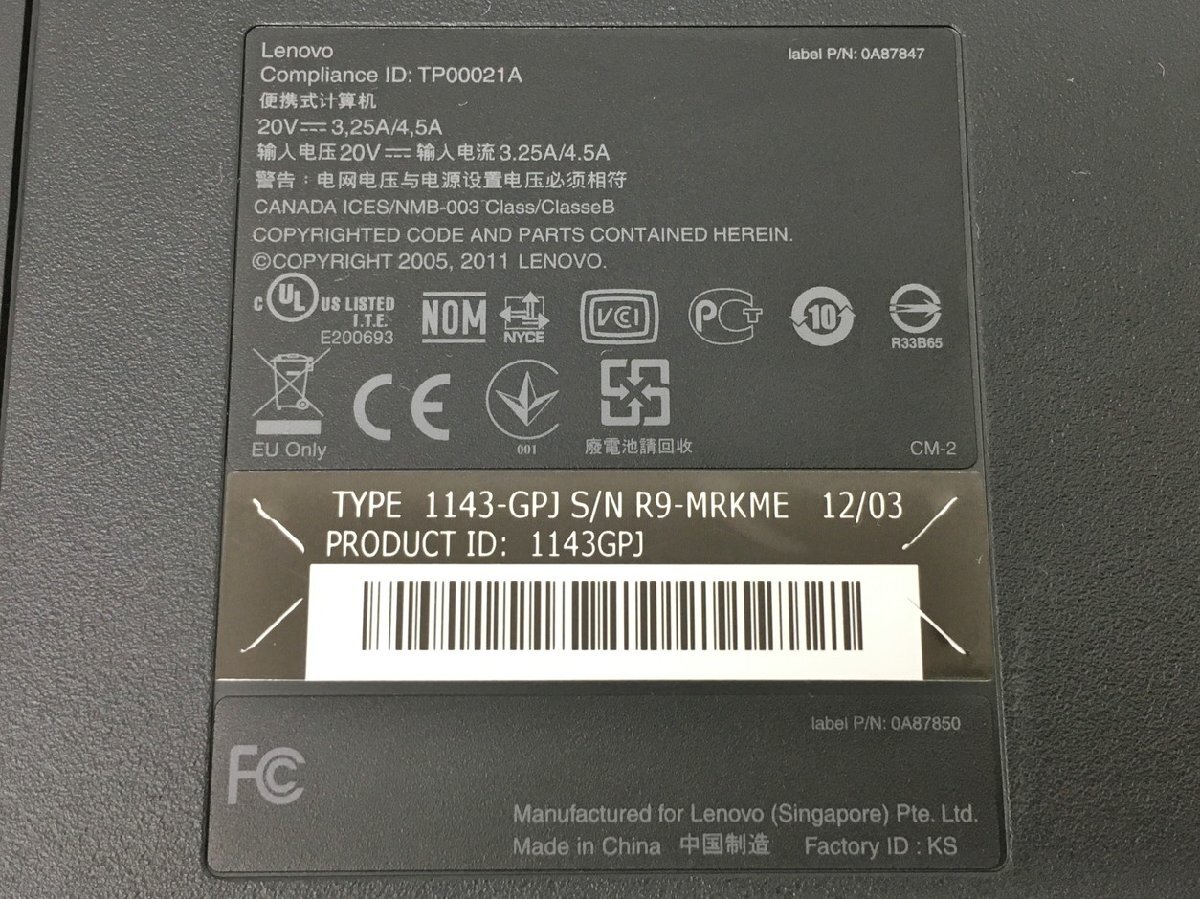 Lenovo
label P/N: 0A87847
Compliance ID: TP00021A
便携式计算机
20V⎓3,25A/4,5A
输入电压20V⎓输入电流3.25A/4.5A
警告：电网电压与电源设置电压必须相符
CANADA ICES/NMB-003 Class/ClasseB
COPYRIGHTED CODE AND PARTS CONTAINED HEREIN.
©COPYRIGHT 2005, 2011 LENOVO.
C UL US LISTED
I.T.E.
E200693
NOM
NYCE
VCI
PCT
10
R33B65
EU Only
CE
001
廢電池請回收
CM-2
TYPE 1143-GPJ S/N R9-MRKME 12/03
PRODUCT ID: 1143GPJ
label P/N: 0A87850
FC
Manufactured for Lenovo (Singapore) Pte. Ltd.
Made in China 中国制造 Factory ID : KS